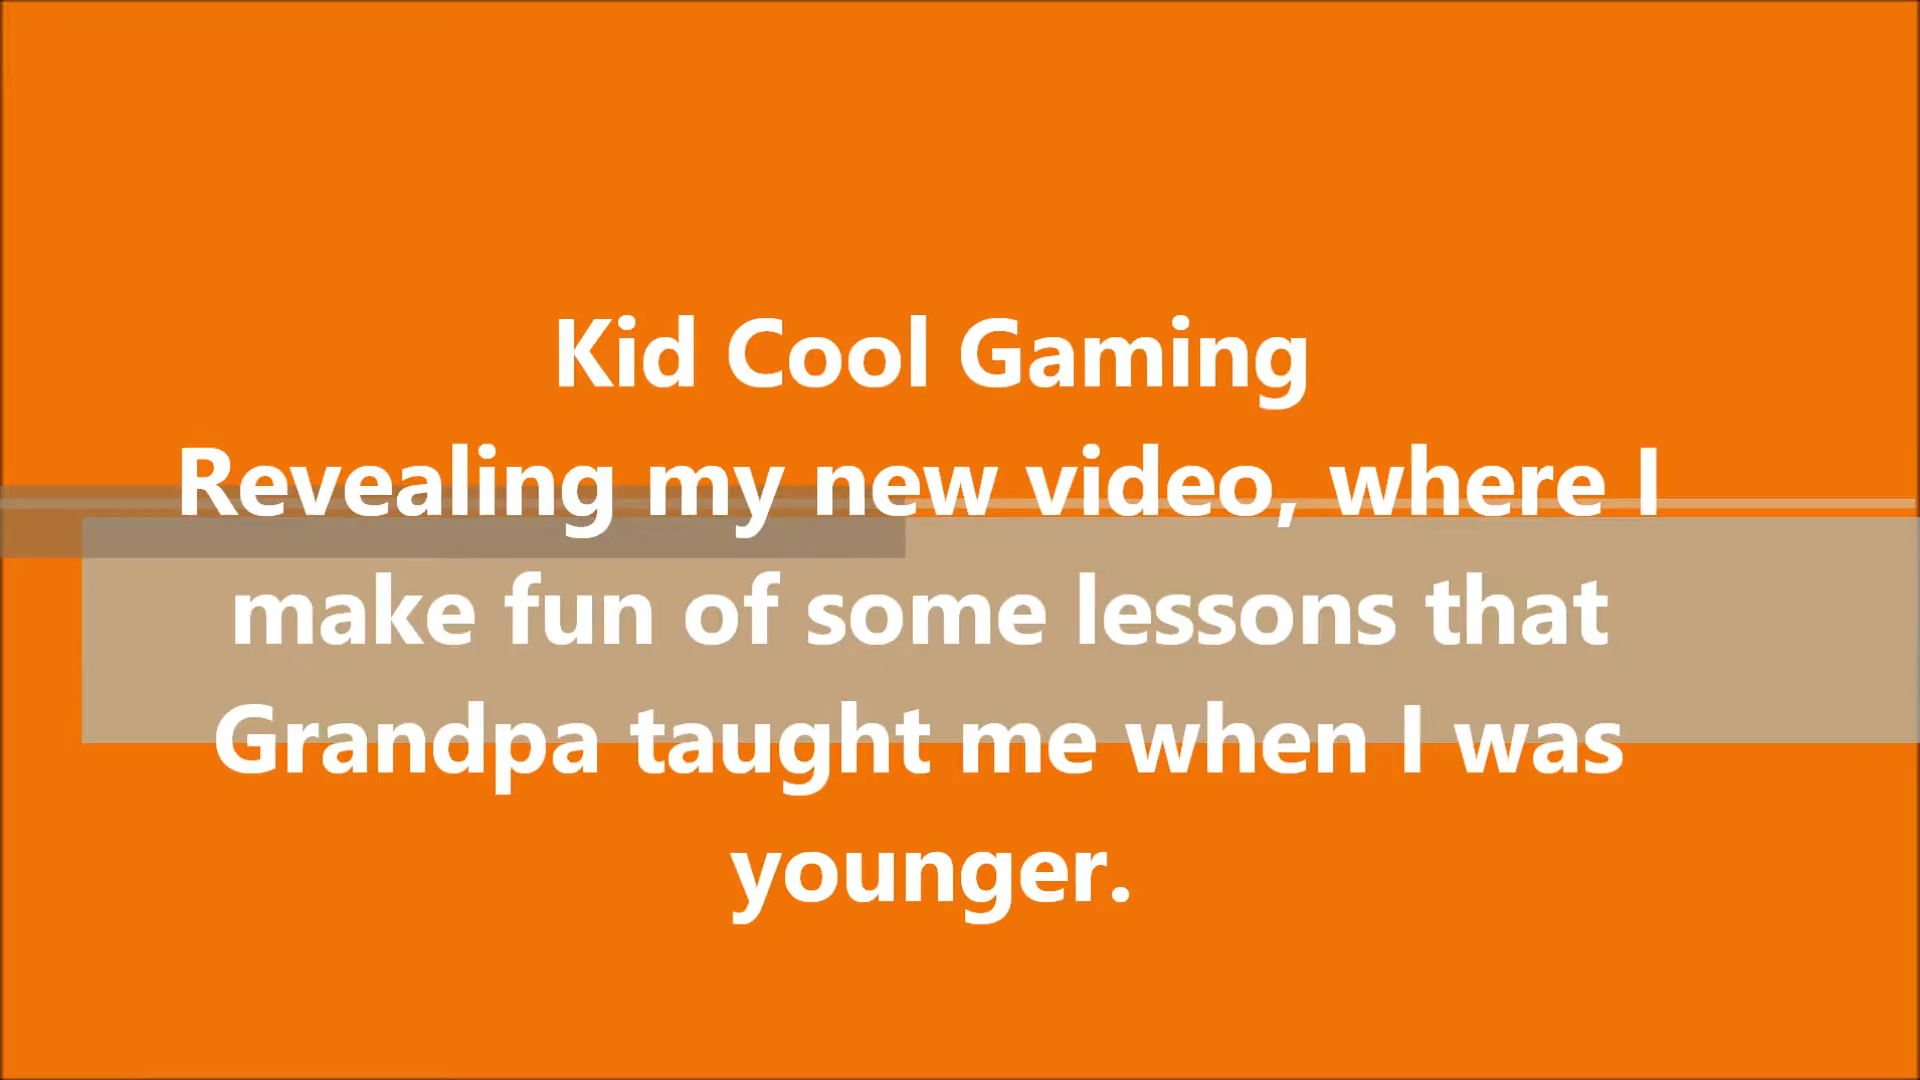 Kid Cool Gaming
Revealing my new video, where I
make fun of some lessons that
Grandpa taught me when I was
younger.